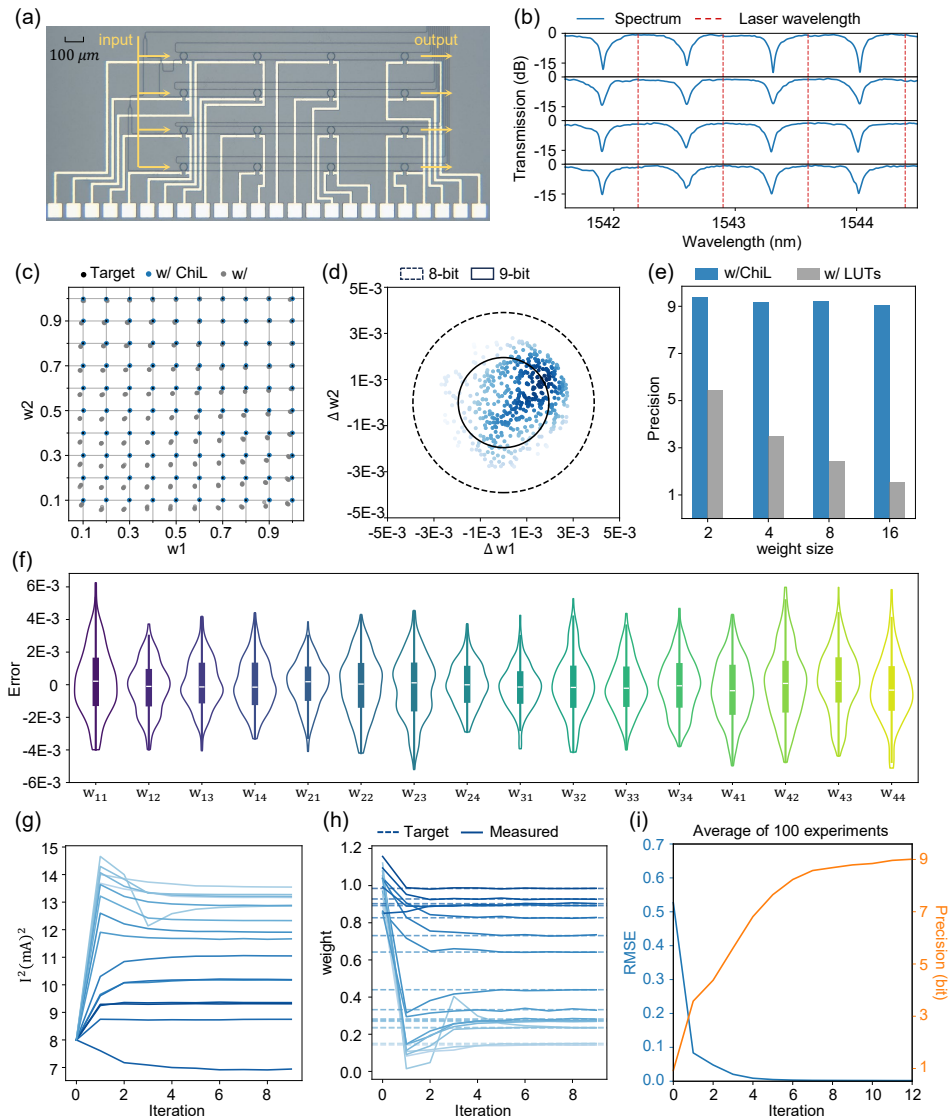 (a)
100 μm
input
output
(b)
Spectrum
Laser wavelength
Transmission (dB)
0
-15
0
-15
0
-15
0
-15
1542
1543
1544
Wavelength (nm)
(c)
Target
w/ ChiL
w/
w2
0.9
0.7
0.5
0.3
0.1
0.1
0.3
0.5
0.7
0.9
w1
(d)
8-bit
9-bit
Δ w2
5E-3
3E-3
1E-3
-1E-3
-3E-3
-5E-3
-5E-3
-3E-3
-1E-3
1E-3
3E-3
5E-3
Δ w1
(e)
w/ChiL
w/ LUTs
Precision
9
7
5
3
1
2
4
8
16
weight size
(f)
Error
6E-3
4E-3
2E-3
0
-2E-3
-4E-3
6E-3
w₁₁
w₁₂
w₁₃
w₁₄
w₂₁
w₂₂
w₂₃
w₂₄
w₃₁
w₃₂
w₃₃
w₃₄
w₄₁
w₄₂
w₄₃
w₄₄
(g)
I²(mA)²
15
14
13
12
11
10
9
8
7
0
2
4
6
8
Iteration
(h)
Target
Measured
weight
1.2
1.0
0.8
0.6
0.4
0.2
0.0
0
2
4
6
8
Iteration
(i)
Average of 100 experiments
RMSE
0.7
0.6
0.5
0.4
0.3
0.2
0.1
0.0
0
2
4
6
8
10
12
Iteration
9
7
5
3
1
Precision (bit)